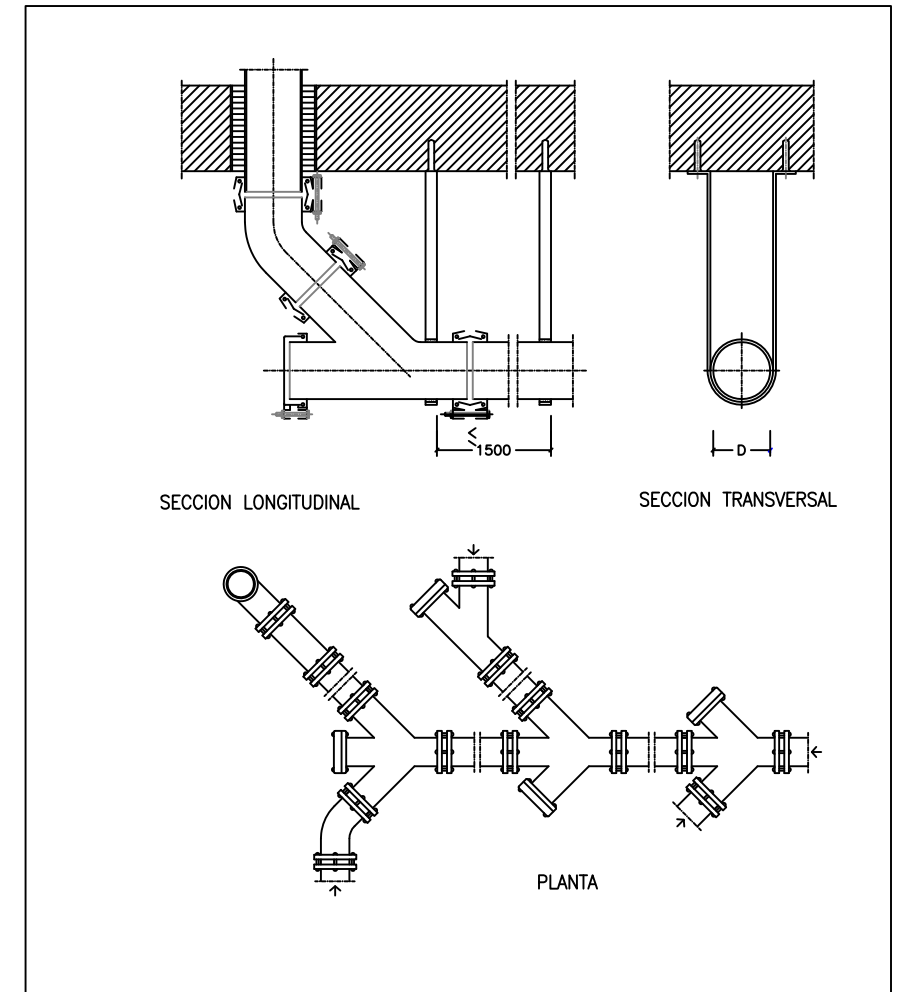 ≤1500
D
SECCION LONGITUDINAL
SECCION TRANSVERSAL
PLANTA